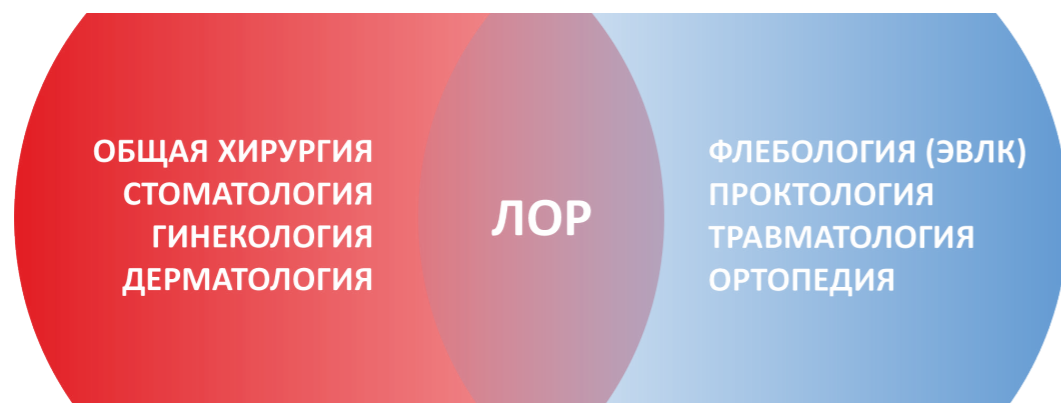 ОБЩАЯ ХИРУРГИЯ
СТОМАТОЛОГИЯ
ГИНЕКОЛОГИЯ
ДЕРМАТОЛОГИЯ
ЛОР
ФЛЕБОЛОГИЯ (ЭВЛК)
ПРОКТОЛОГИЯ
ТРАВМАТОЛОГИЯ
ОРТОПЕДИЯ